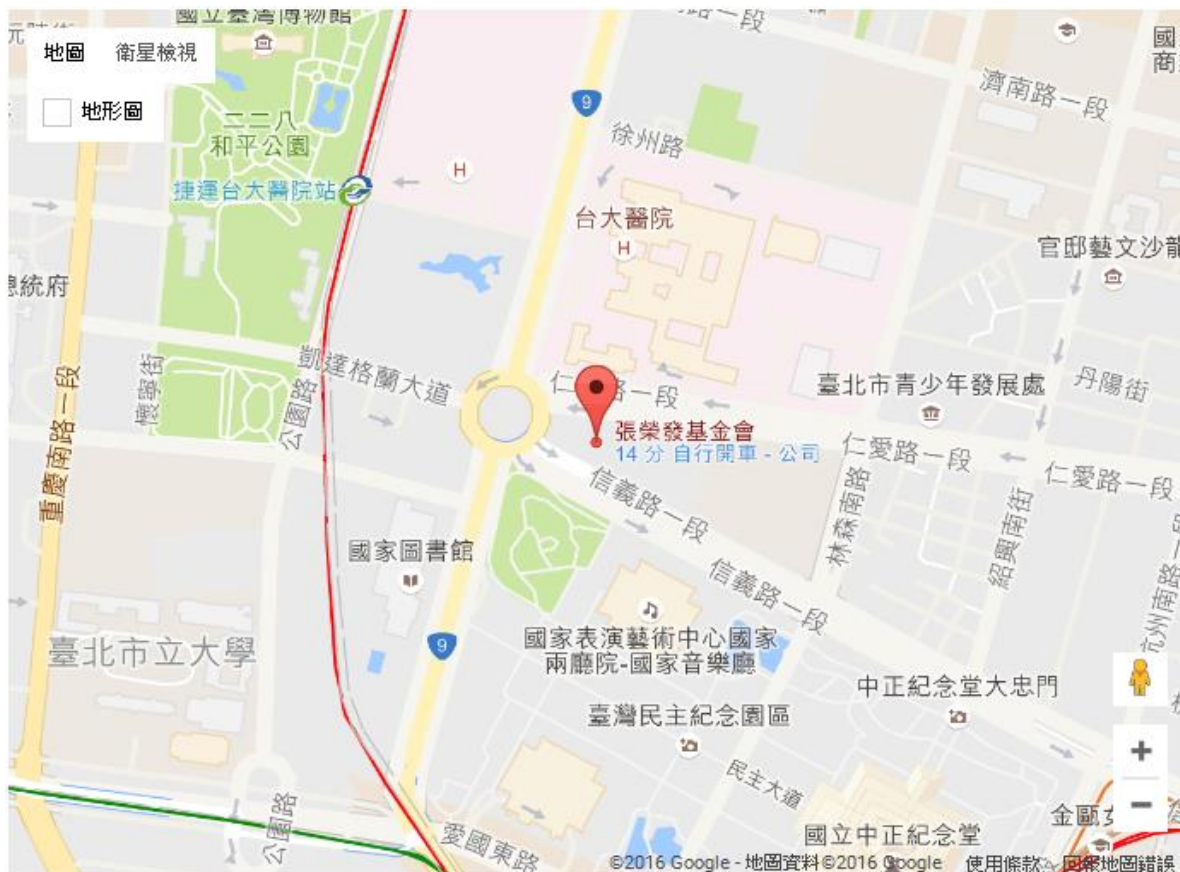 國立臺灣博物館
地圖 衛星檢視
地形圖
二二八
和平公園
捷運台大醫院站
9
H
徐州路
濟南路一段
台大醫院
H
官邸藝文沙龍
總統府
懷寧街
凱達格蘭大道
公園路
重慶南路一段
仁愛路一段
臺北市青少年發展處
丹陽街
張榮發基金會
14 分 自行開車 - 公司
仁愛路一段
仁愛路一段
信義路一段
林森南路
紹興南街
國家圖書館
信義路一段
杭州南路一段
9
國家表演藝術中心國家
兩廳院-國家音樂廳
臺北市立大學
中正紀念堂大忠門
臺灣民主紀念園區
民主大道
公園路
愛國東路
國立中正紀念堂
金甌女
+
−
©2016 Google - 地圖資料©2016 Google 使用條款 回報地圖錯誤